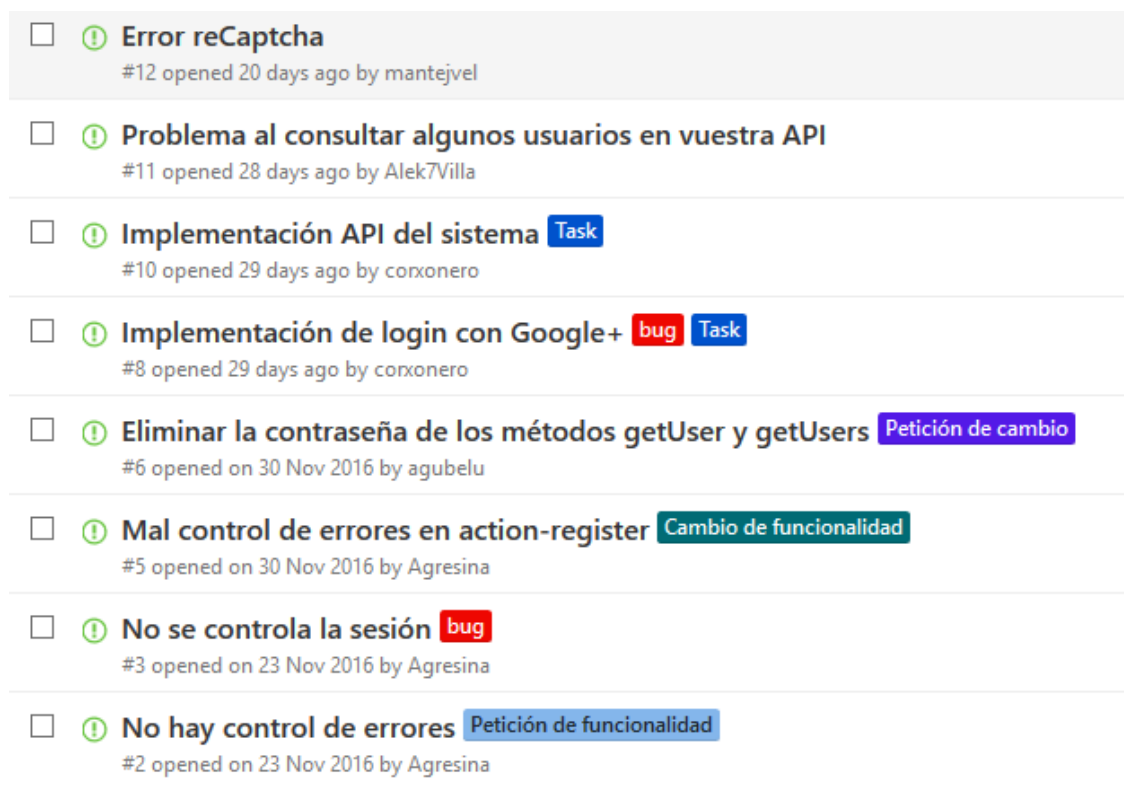 Error reCaptcha
#12 opened 20 days ago by mantejvel
Problema al consultar algunos usuarios en vuestra API
#11 opened 28 days ago by Alek7Villa
Implementación API del sistema Task
#10 opened 29 days ago by corxonero
Implementación de login con Google+ bug Task
#8 opened 29 days ago by corxonero
Eliminar la contraseña de los métodos getUser y getUsers Petición de cambio
#6 opened on 30 Nov 2016 by agubelu
Mal control de errores en action-register Cambio de funcionalidad
#5 opened on 30 Nov 2016 by Agresina
No se controla la sesión bug
#3 opened on 23 Nov 2016 by Agresina
No hay control de errores Petición de funcionalidad
#2 opened on 23 Nov 2016 by Agresina